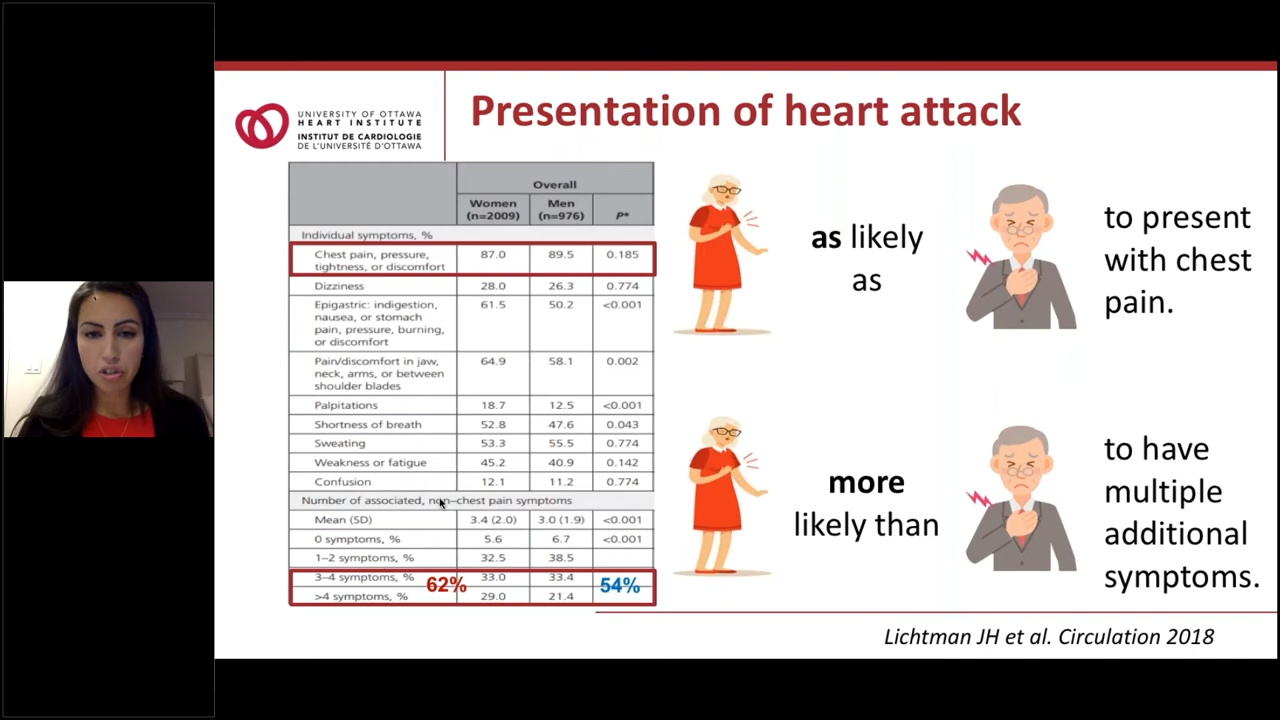 UNIVERSITY OF OTTAWA
HEART INSTITUTE
INSTITUT DE CARDIOLOGIE
DE L'UNIVERSITÉ D'OTTAWA
Presentation of heart attack
Overall
Women (n=2009) Men (n=976) P*
Individual symptoms, %
Chest pain, pressure, 87.0 89.5 0.185
tightness, or discomfort
Dizziness 28.0 26.3 0.774
Epigastric: indigestion, 61.5 50.2 <0.001
nausea, or stomach
pain, pressure, burning,
or discomfort
Pain/discomfort in jaw, 64.9 58.1 0.002
neck, arms, or between
shoulder blades
Palpitations 18.7 12.5 <0.001
Shortness of breath 52.8 47.6 0.043
Sweating 53.3 55.5 0.774
Weakness or fatigue 45.2 40.9 0.142
Confusion 12.1 11.2 0.774
Number of associated, non–chest pain symptoms
Mean (SD) 3.4 (2.0) 3.0 (1.9) <0.001
0 symptoms, % 5.6 6.7 <0.001
1–2 symptoms, % 32.5 38.5
3–4 symptoms, % 33.0 33.4
>4 symptoms, % 29.0 21.4
62% 54%
as likely
as
to present
with chest
pain.
more
likely than
to have
multiple
additional
symptoms.
Lichtman JH et al. Circulation 2018